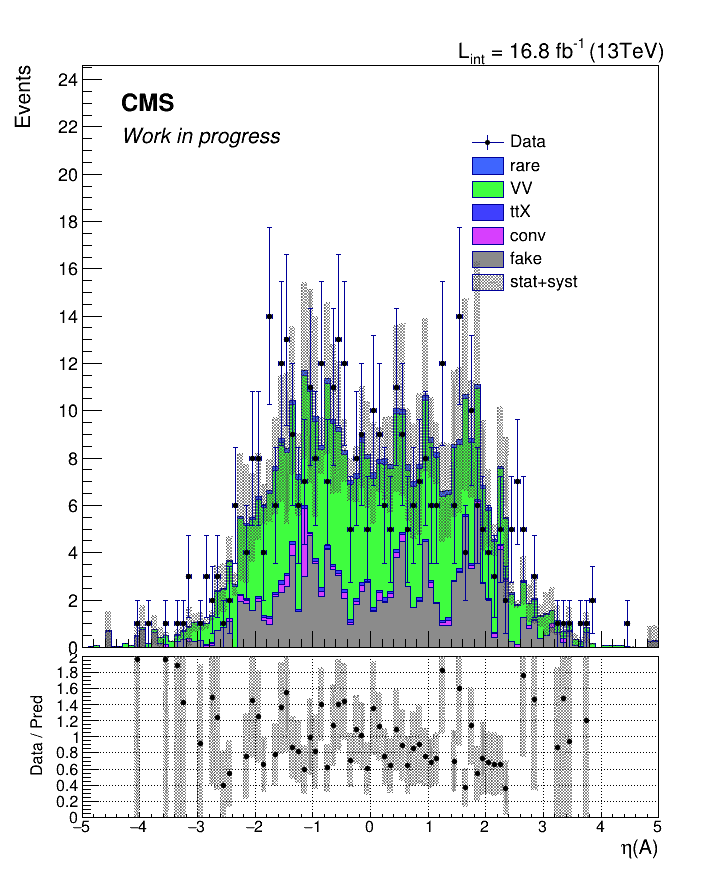 L_int = 16.8 fb^-1 (13TeV)
Events
CMS
Work in progress
Data
rare
VV
ttX
conv
fake
stat+syst
24
22
20
18
16
14
12
10
8
6
4
2
0
Data / Pred
2
1.8
1.6
1.4
1.2
1
0.8
0.6
0.4
0.2
0
−5 −4 −3 −2 −1 0 1 2 3 4 5
η(A)